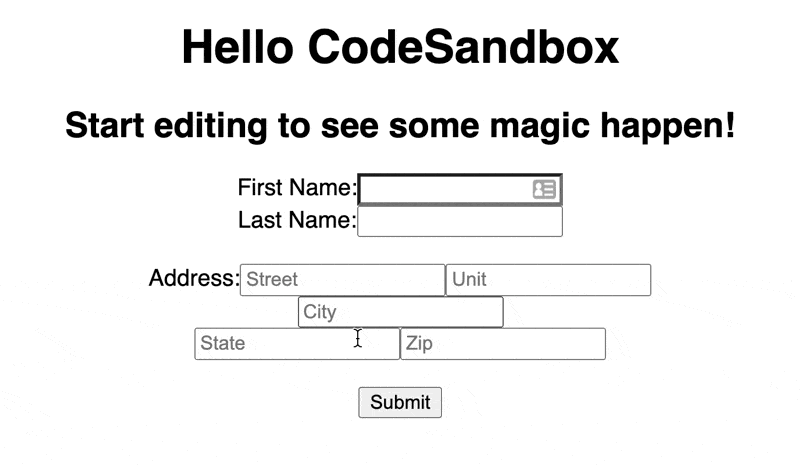 Hello CodeSandbox
Start editing to see some magic happen!
First Name:
Last Name:
Address: Street Unit
City
State Zip
Submit